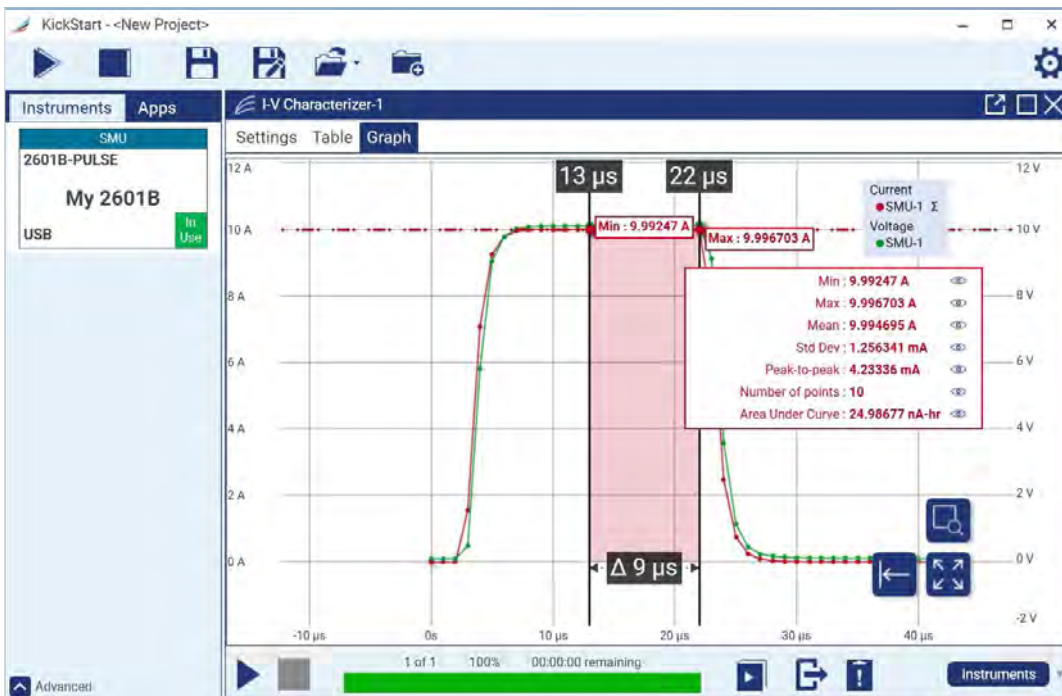 KickStart - <New Project>
Instruments Apps
SMU
2601B-PULSE
My 2601B
USB
In
Use
Advanced
I-V Characterizer-1
Settings Table Graph
12 A
10 A
8 A
6 A
4 A
2 A
0 A
13 µs
22 µs
Min : 9.99247 A
Max : 9.996703 A
Current
SMU-1 Σ
Voltage
SMU-1
Min : 9.99247 A
Max : 9.996703 A
Mean : 9.994695 A
Std Dev : 1.256341 mA
Peak-to-peak : 4.23336 mA
Number of points : 10
Area Under Curve : 24.98677 nA-hr
Δ 9 µs
12 V
10 V
8 V
6 V
4 V
2 V
0 V
-2 V
-10 µs 0s 10 µs 20 µs 30 µs 40 µs
1 of 1 100% 00:00:00 remaining
Instruments